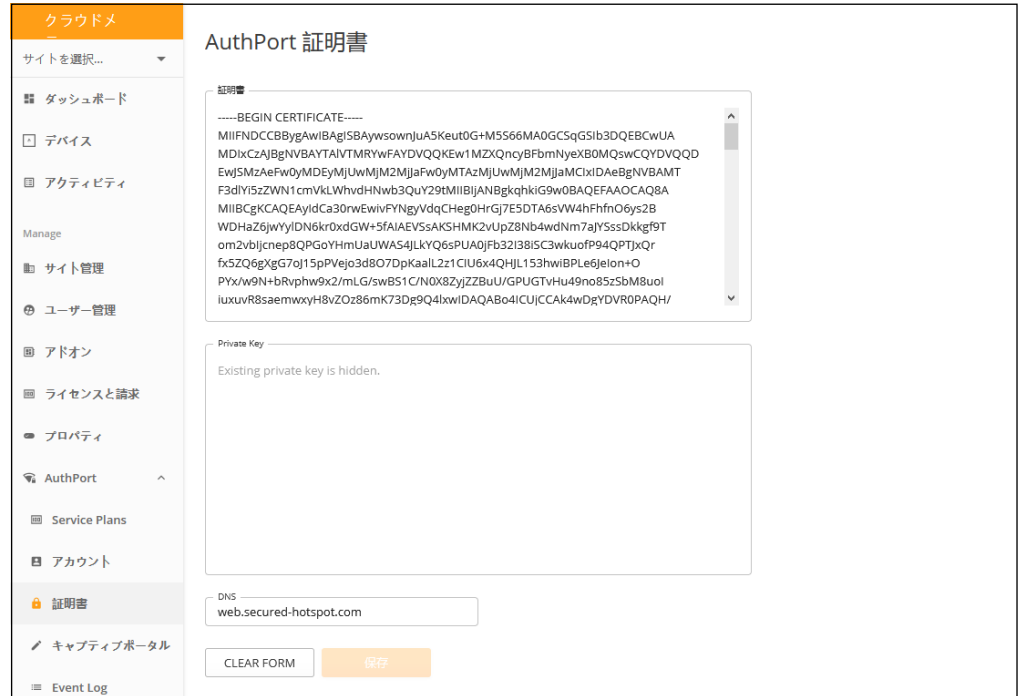 クラウドメ
サイトを選択...
ダッシュボード
デバイス
アクティビティ
Manage
サイト管理
ユーザー管理
アドオン
ライセンスと請求
プロパティ
AuthPort
Service Plans
アカウント
証明書
キャプティブポータル
Event Log
AuthPort 証明書
証明書
-----BEGIN CERTIFICATE-----
MIIFNDCCBBygAwIBAgISBAywsownJuA5Keut0G+M5S66MA0GCSqGSIb3DQEBCwUA
MDIxCzAJBgNVBAYTAlVTMRYwFAYDVQQKEw1MZXQncyBFbmNyeXB0MQswCQYDVQQD
EwJSMzAeFw0yMDEyMjUwMjM2MjJaFw0yMTAzMjUwMjM2MjJaMCIxIDAeBgNVBAMT
F3dlYi5zZWN1cmVkLWhvdHNwb3QuY29tMIIBIjANBgkqhkiG9w0BAQEFAAOCAQ8A
MIIBCgKCAQEAyIdCa30rwEwivFYNgyVdqCHeg0HrGj7E5DTA6sVW4hFhfnO6ys2B
WDHaZ6jwYylDN6kr0xdGW+5fAIAEVSsAKSHMK2vUpZ8Nb4wdNm7aJYSssDkkgf9T
om2vbIjcnep8QPGoYHmUaUWAS4JLkYQ6sPUA0jFb32I38ISC3wkuofP94QPTJxQr
fx5ZQ6gXgG7oJ15pPVejo3d8O7DpKaalL2z1CIU6x4QHJL153hwiBPLe6JeIon+O
PYx/w9N+bRvphw9x2/mLG/swBS1C/N0X8ZyjZZBuU/GPUGTvHu49no85zSbM8uoI
iuxuvR8saemwxyH8vZOz86mK73Dg9Q4lxwIDAQABo4ICUjCCAk4wDgYDVR0PAQH/
Private Key
Existing private key is hidden.
DNS
web.secured-hotspot.com
CLEAR FORM
保存